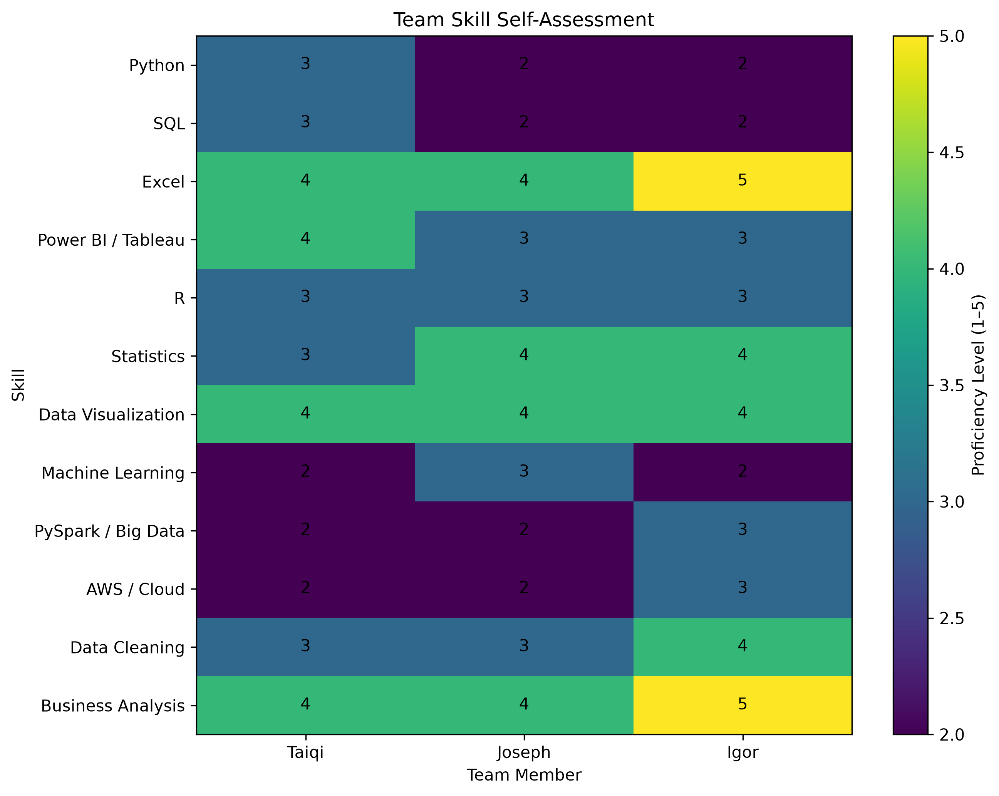 Team Skill Self-Assessment
Python 3 2 2
SQL 3 2 2
Excel 4 4 5
Power BI / Tableau 4 3 3
R 3 3 3
Statistics 3 4 4
Data Visualization 4 4 4
Machine Learning 2 3 2
PySpark / Big Data 2 2 3
AWS / Cloud 2 2 3
Data Cleaning 3 3 4
Business Analysis 4 4 5
Skill
Taiqi Joseph Igor
Team Member
5.0
4.5
4.0
3.5
3.0
2.5
2.0
Proficiency Level (1–5)